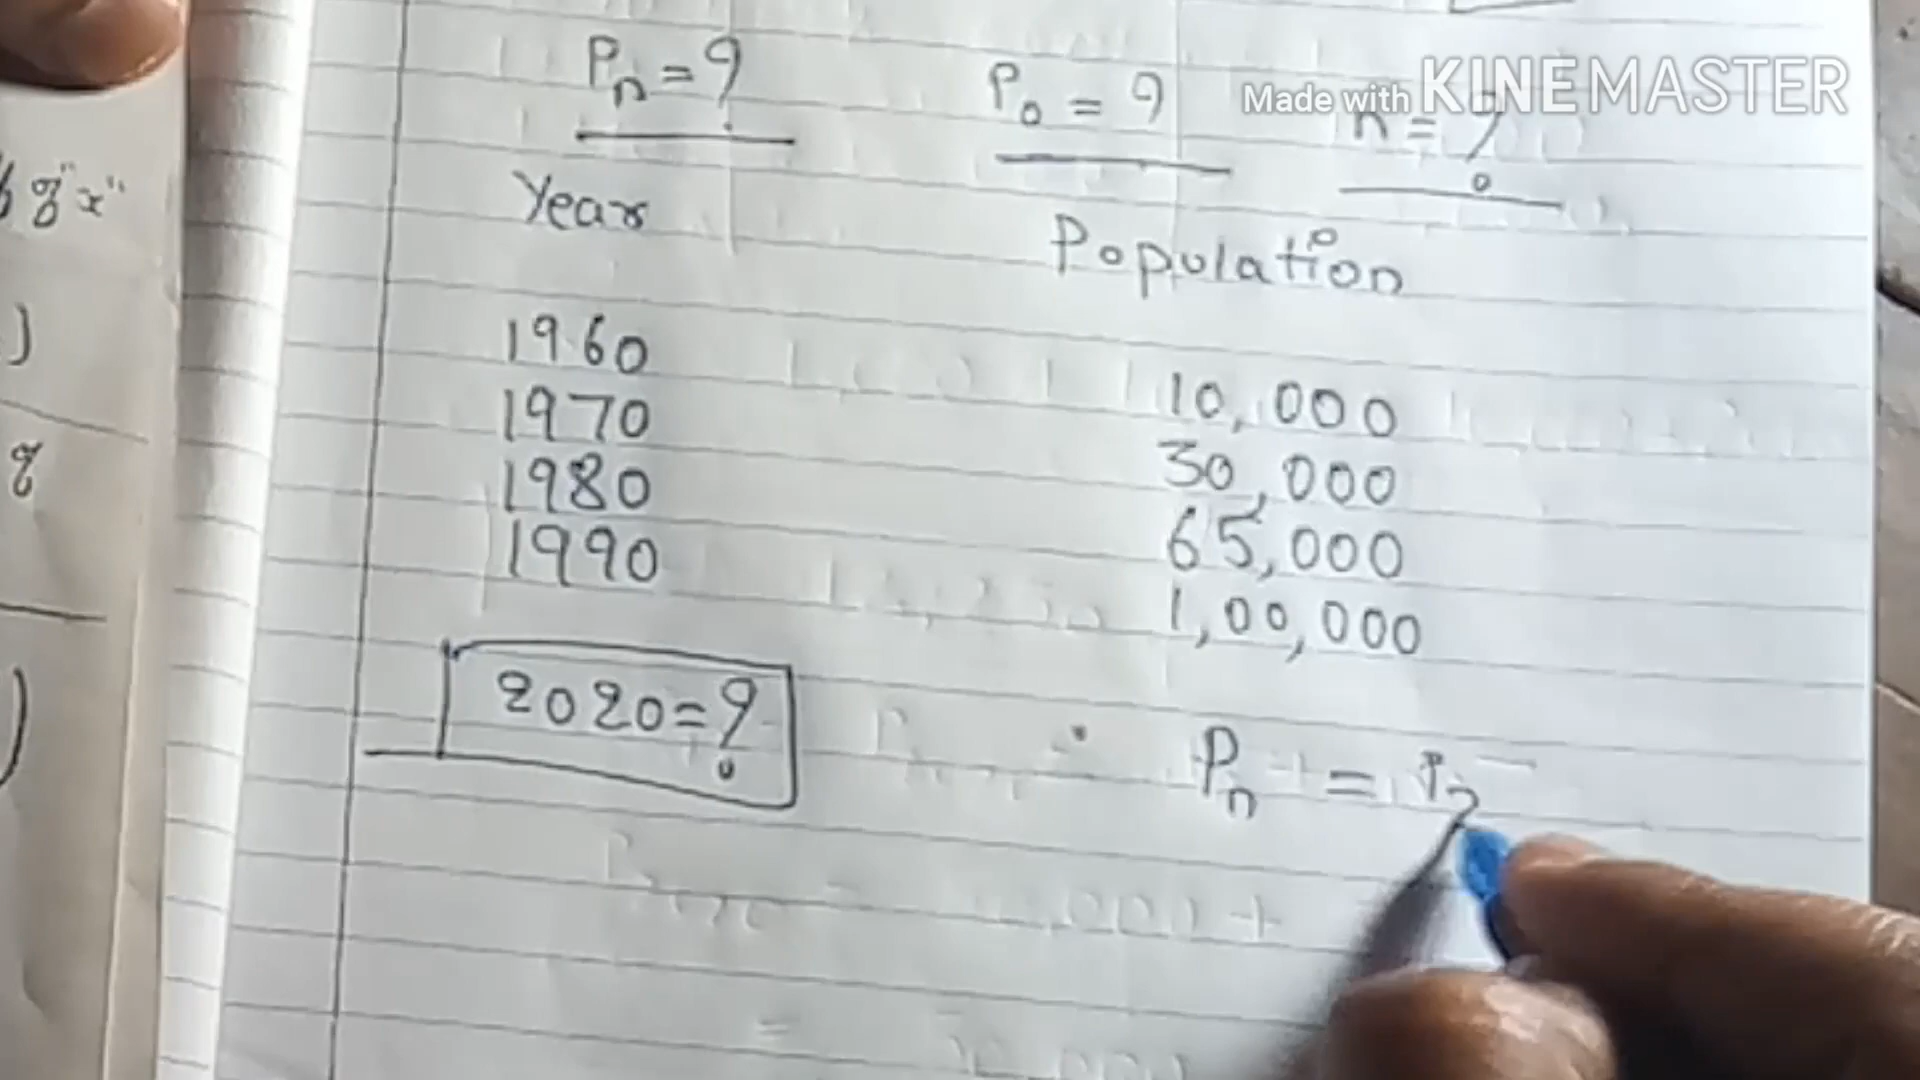 Pn = ? P0 = ? n = ?
Made with KINEMASTER
Year Population
1960 10,000
1970 30,000
1980 65,000
1990 1,00,000
2020 = ?
Pn =
"x"